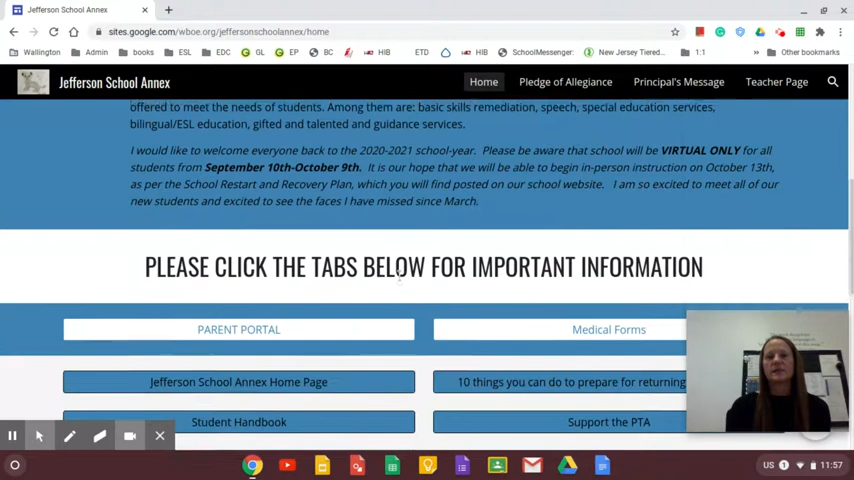 Jefferson School Annex
sites.google.com/wboe.org/jeffersonschoolannex/home
Wallington Admin books ESL EDC GL EP BC HIB ETD HIB SchoolMessenger: New Jersey Tiered... 1:1 » Other bookmarks
Jefferson School Annex Home Pledge of Allegiance Principal's Message Teacher Page
offered to meet the needs of students. Among them are: basic skills remediation, speech, special education services,
bilingual/ESL education, gifted and talented and guidance services.
I would like to welcome everyone back to the 2020-2021 school-year. Please be aware that school will be VIRTUAL ONLY for all
students from September 10th-October 9th. It is our hope that we will be able to begin in-person instruction on October 13th,
as per the School Restart and Recovery Plan, which you will find posted on our school website. I am so excited to meet all of our
new students and excited to see the faces I have missed since March.
PLEASE CLICK THE TABS BELOW FOR IMPORTANT INFORMATION
PARENT PORTAL Medical Forms
Jefferson School Annex Home Page 10 things you can do to prepare for returning
Student Handbook Support the PTA
US 1 11:57